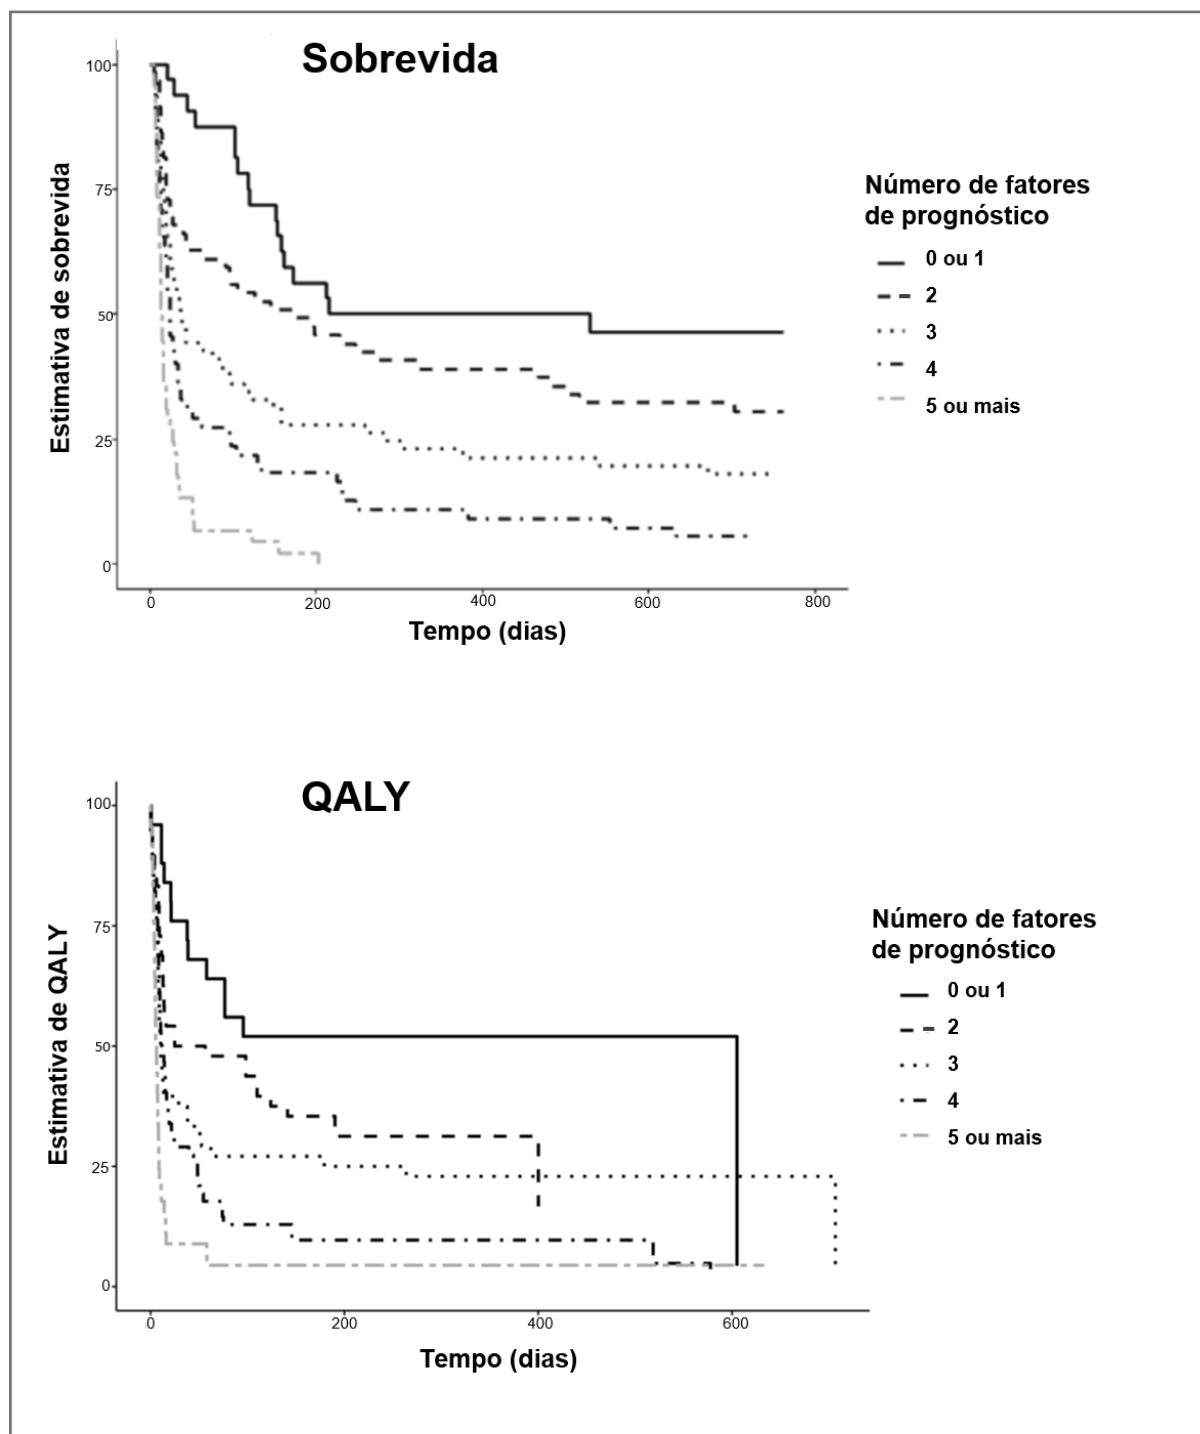 Sobrevida
Estimativa de sobrevida
100
75
50
25
0
0
200
400
600
800
Tempo (dias)
Número de fatores
de prognóstico
0 ou 1
2
3
4
5 ou mais
QALY
Estimativa de QALY
100
75
50
25
0
0
200
400
600
Tempo (dias)
Número de fatores
de prognóstico
0 ou 1
2
3
4
5 ou mais